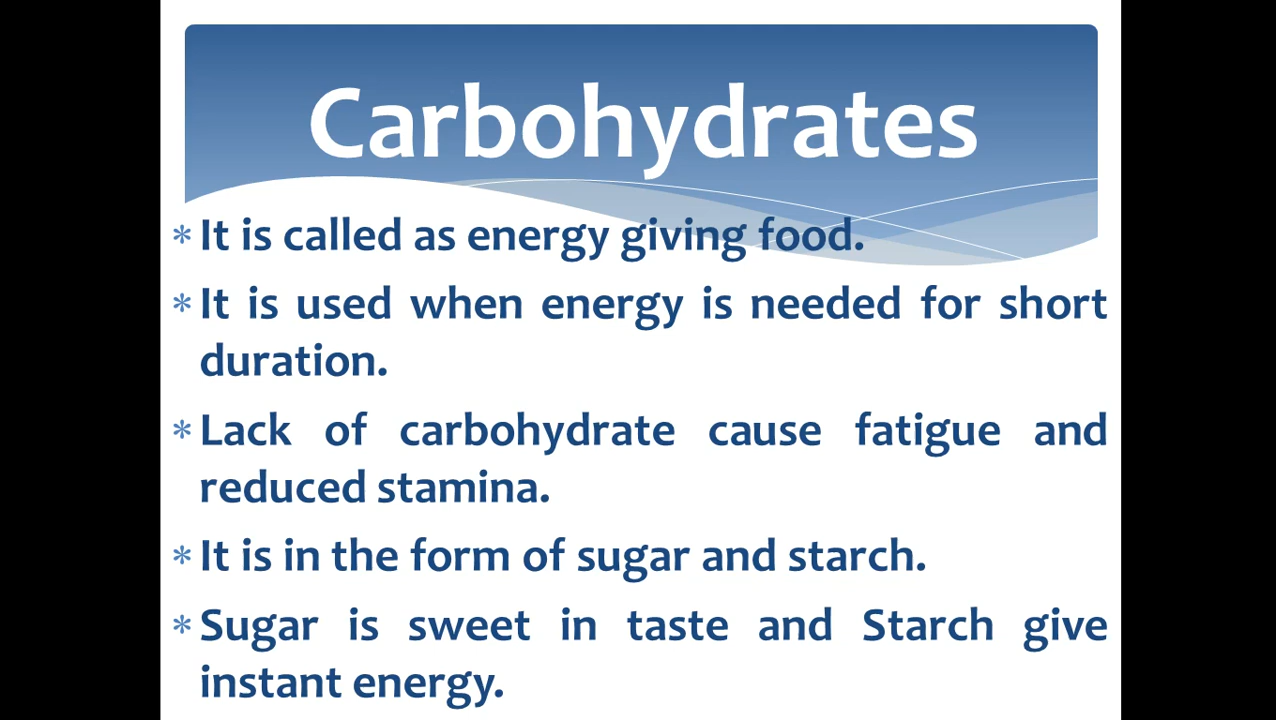 Carbohydrates
* It is called as energy giving food.
* It is used when energy is needed for short
duration.
* Lack of carbohydrate cause fatigue and
reduced stamina.
* It is in the form of sugar and starch.
* Sugar is sweet in taste and Starch give
instant energy.